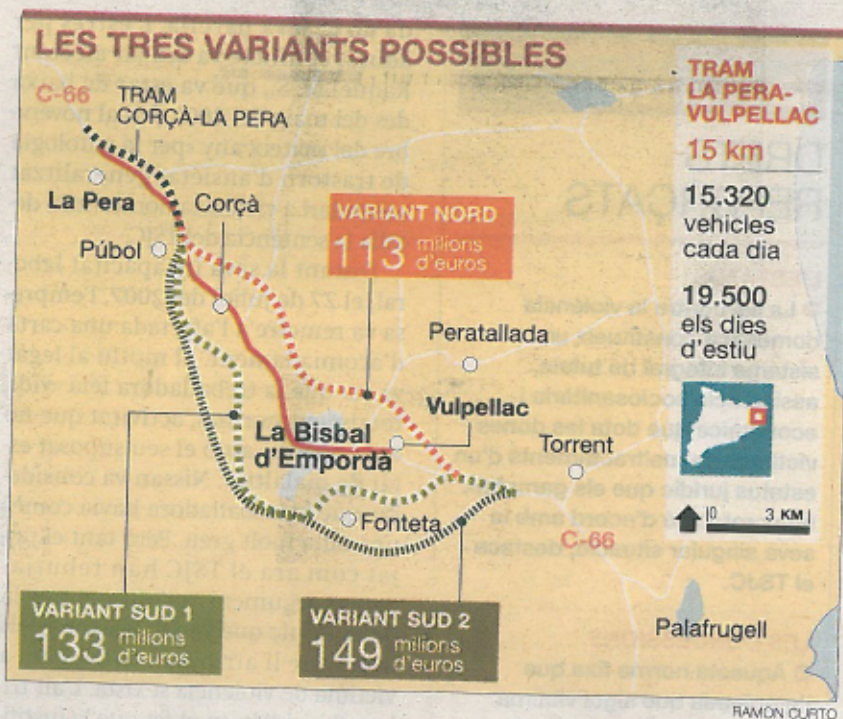 LES TRES VARIANTS POSSIBLES
C-66
TRAM
CORÇÀ-LA PERA
La Pera
Corçà
Púbol
VARIANT NORD
113 milions
d'euros
Peratallada
Vulpellac
La Bisbal
d'Empordà
Torrent
Fonteta
C-66
VARIANT SUD 1
133 milions
d'euros
VARIANT SUD 2
149 milions
d'euros
Palafrugell
TRAM
LA PERA-
VULPELLAC
15 km
15.320
vehicles
cada dia
19.500
els dies
d'estiu
0 3 KM
RAMÓN CURTO